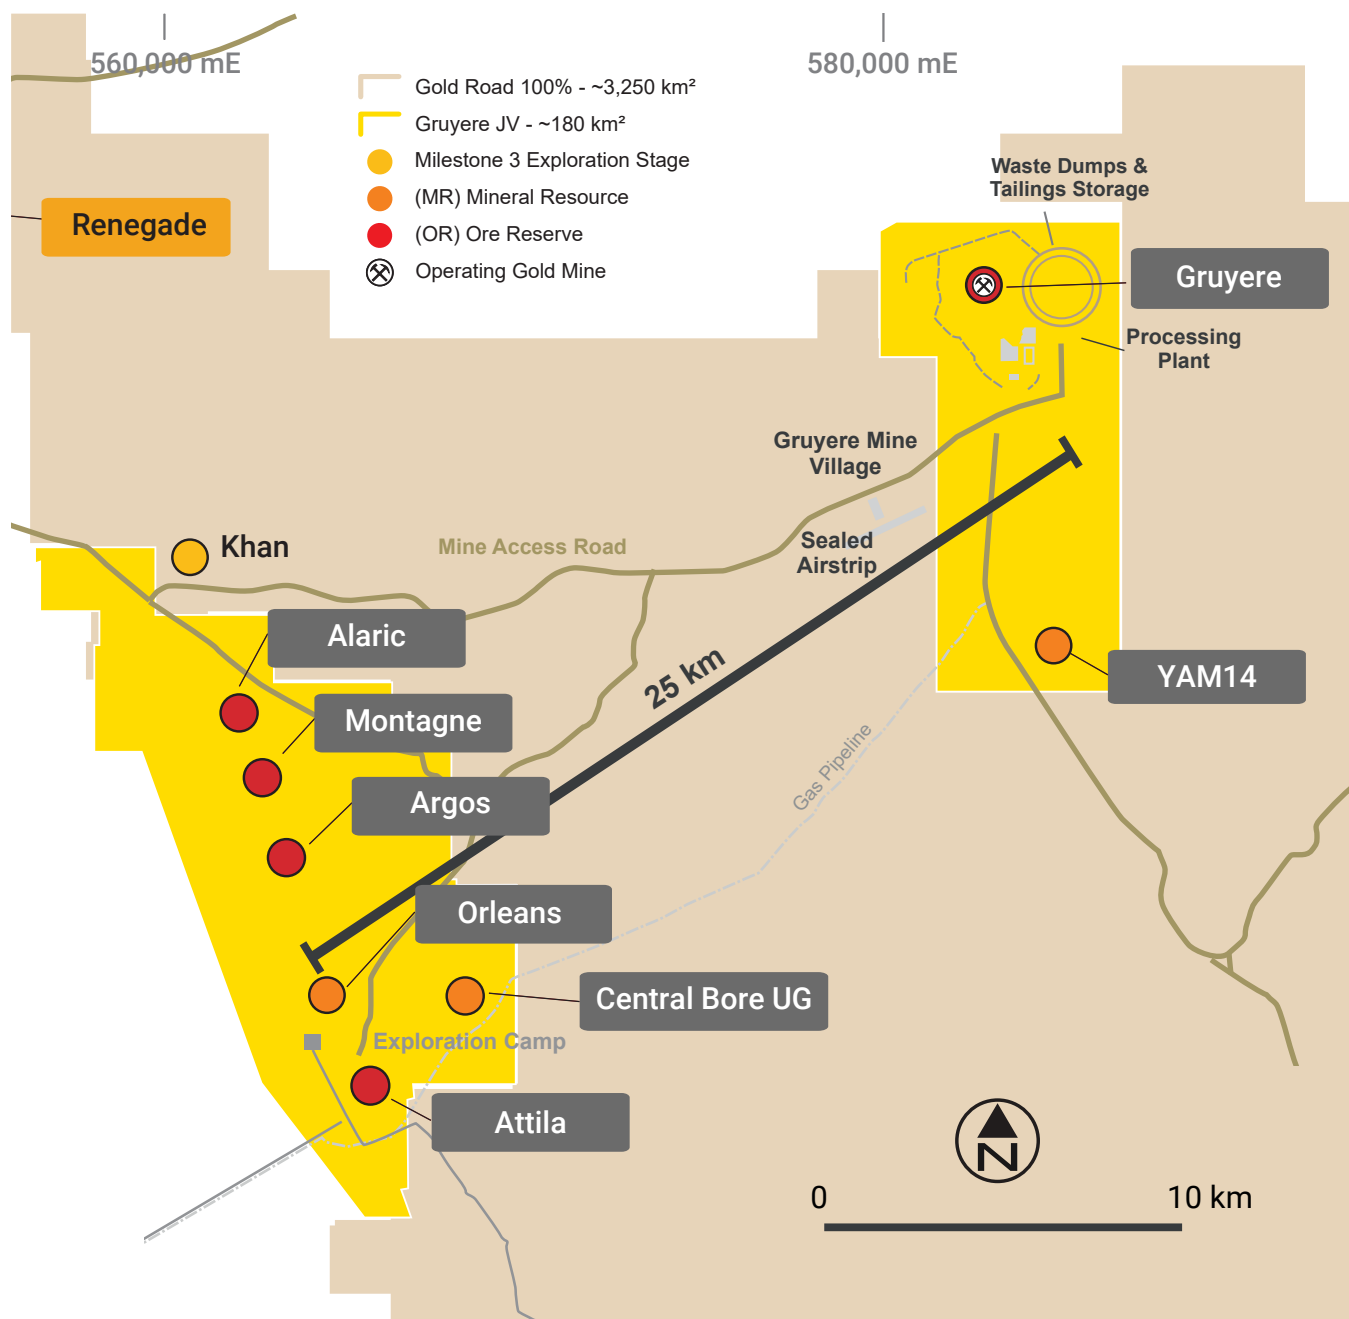 560,000 mE
580,000 mE
Gold Road 100% - ~3,250 km²
Gruyere JV - ~180 km²
Milestone 3 Exploration Stage
(MR) Mineral Resource
(OR) Ore Reserve
Operating Gold Mine
Waste Dumps &
Tailings Storage
Renegade
Gruyere
Processing
Plant
Gruyere Mine
Village
Khan
Mine Access Road
Sealed
Airstrip
Alaric
25 km
YAM14
Montagne
Gas Pipeline
Argos
Orleans
Central Bore UG
Exploration Camp
Attila
N
0
10 km